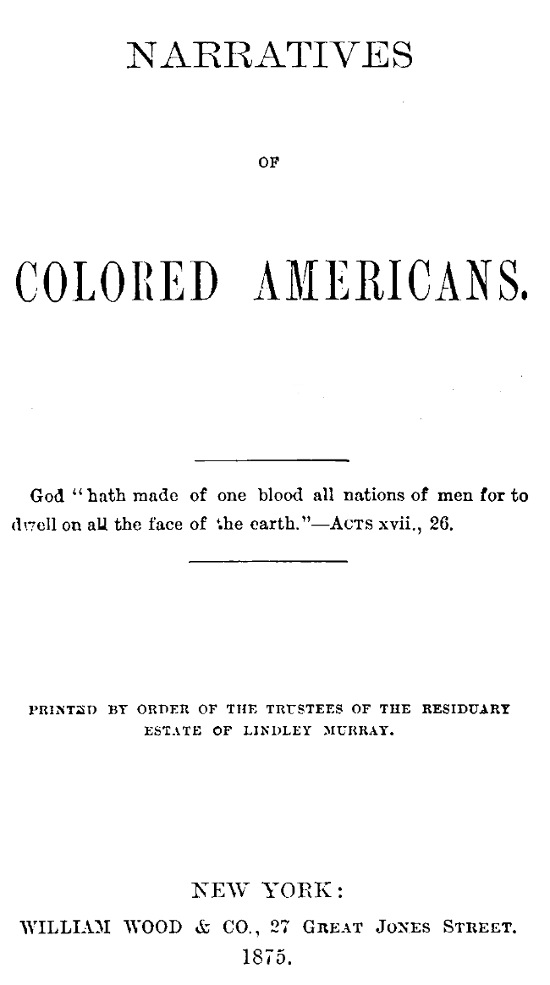 NARRATIVES
OF
COLORED AMERICANS.
God "hath made of one blood all nations of men for to
dwell on all the face of the earth."—ACTS xvii., 26.
PRINTED BY ORDER OF THE TRUSTEES OF THE RESIDUARY
ESTATE OF LINDLEY MURRAY.
NEW YORK:
WILLIAM WOOD & CO., 27 GREAT JONES STREET.
1875.